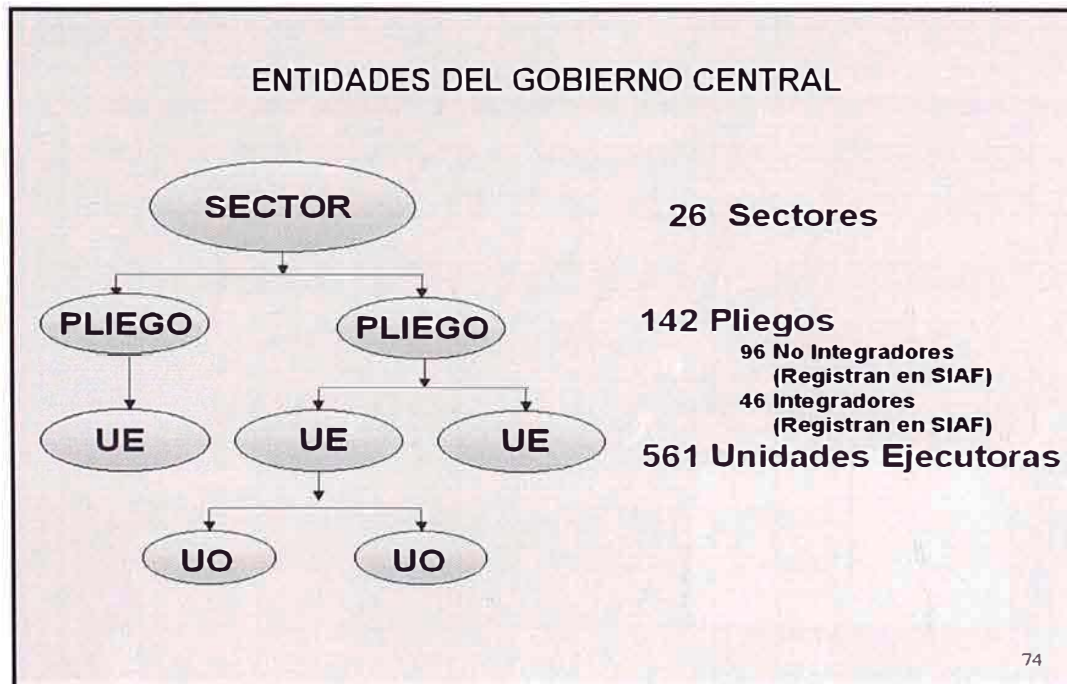 ENTIDADES DEL GOBIERNO CENTRAL
SECTOR
26 Sectores
PLIEGO
PLIEGO
142 Pliegos
96 No Integradores
(Registran en SIAF)
46 Integradores
(Registran en SIAF)
UE
UE
UE
561 Unidades Ejecutoras
UO
UO
74